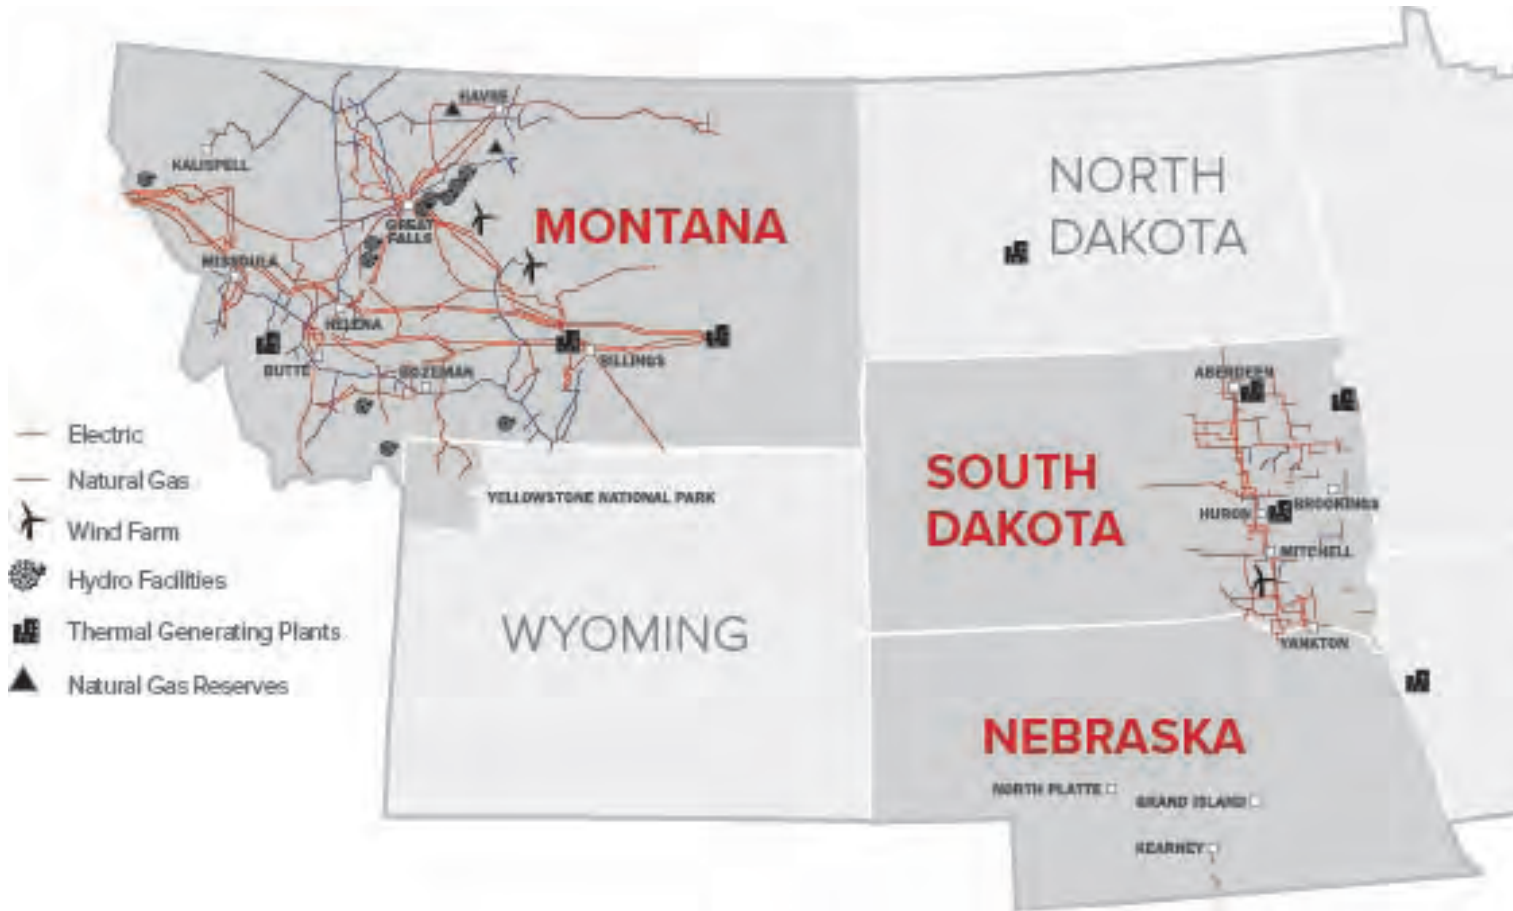 HAVRE
KALISPELL
NORTH
DAKOTA
MONTANA
GREAT
FALLS
MISSOULA
HELENA
BUTTE
BOZEMAN
BILLINGS
ABERDEEN
Electric
Natural Gas
Wind Farm
Hydro Facilities
Thermal Generating Plants
Natural Gas Reserves
YELLOWSTONE NATIONAL PARK
SOUTH
DAKOTA
BROOKINGS
HURON
MITCHELL
WYOMING
YANKTON
NEBRASKA
NORTH PLATTE
GRAND ISLAND
KEARNEY